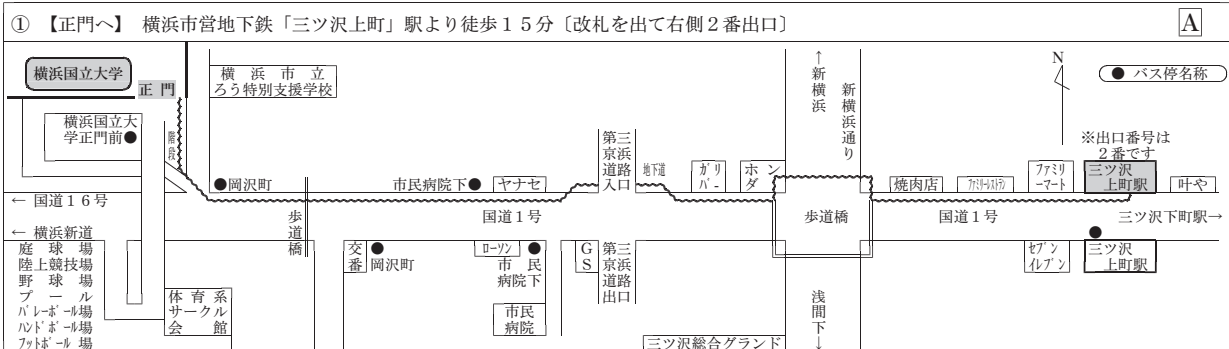 ① 【正門へ】 横浜市営地下鉄「三ツ沢上町」駅より徒歩15分〔改札を出て右側2番出口〕
A
横浜国立大学
正門
横浜市立
ろう特別支援学校
↑新横浜
新横浜通り
N
● バス停名称
横浜国立大
学正門前●
階段
※出口番号は
2番です
●岡沢町
市民病院下●
ヤナセ
第三
京浜
道路
入口
地下道
ガリ
バー
ホン
ダ
焼肉店
ファミリーレストラン
ファミリ
ーマート
三ツ沢
上町駅
叶や
← 国道16号
国道1号
歩道橋
国道1号
三ツ沢下町駅→
歩道橋
← 横浜新道
庭球場
陸上競技場
野球場
プール
バレーボール場
ハンドボール場
フットボール場
体育系
サークル
会館
交番
●
岡沢町
ローソン
●
市民
病院下
市民
病院
GS
第三
京浜
道路
出口
三ツ沢総合グランド
浅間下↓
セブン
イレブン
●
三ツ沢
上町駅